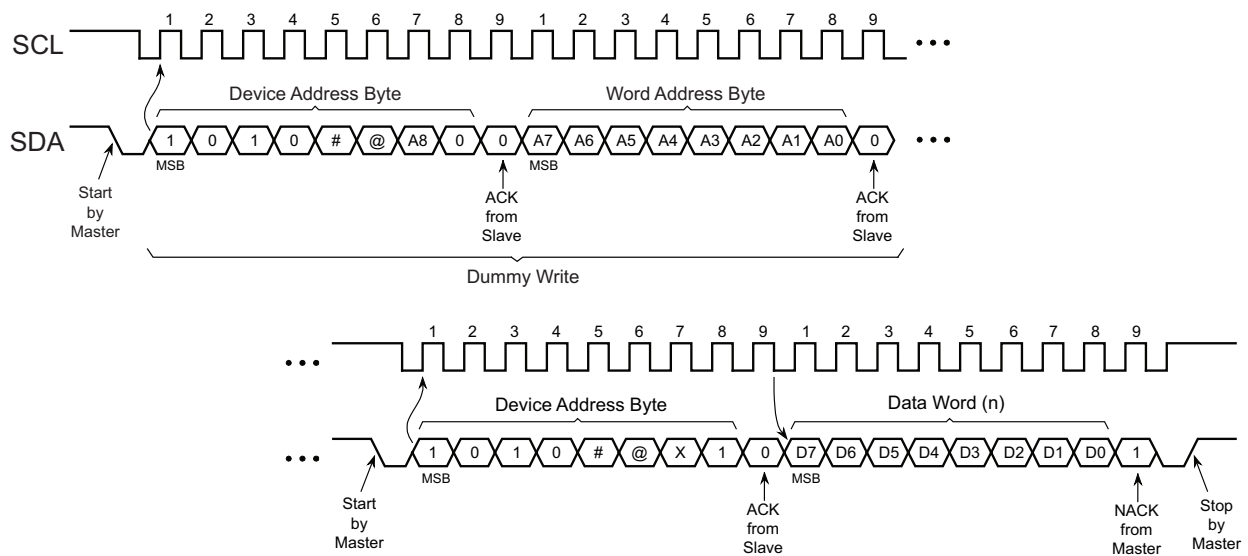 1 2 3 4 5 6 7 8 9 1 2 3 4 5 6 7 8 9
SCL
Device Address Byte Word Address Byte
SDA 1 0 1 0 # @ A8 0 0 A7 A6 A5 A4 A3 A2 A1 A0 0
MSB MSB
Start
by
Master
ACK
from
Slave
ACK
from
Slave
Dummy Write
1 2 3 4 5 6 7 8 9 1 2 3 4 5 6 7 8 9
Device Address Byte Data Word (n)
1 0 1 0 # @ X 1 0 D7 D6 D5 D4 D3 D2 D1 D0 1
MSB MSB
Start
by
Master
ACK
from
Slave
NACK
from
Master
Stop
by
Master